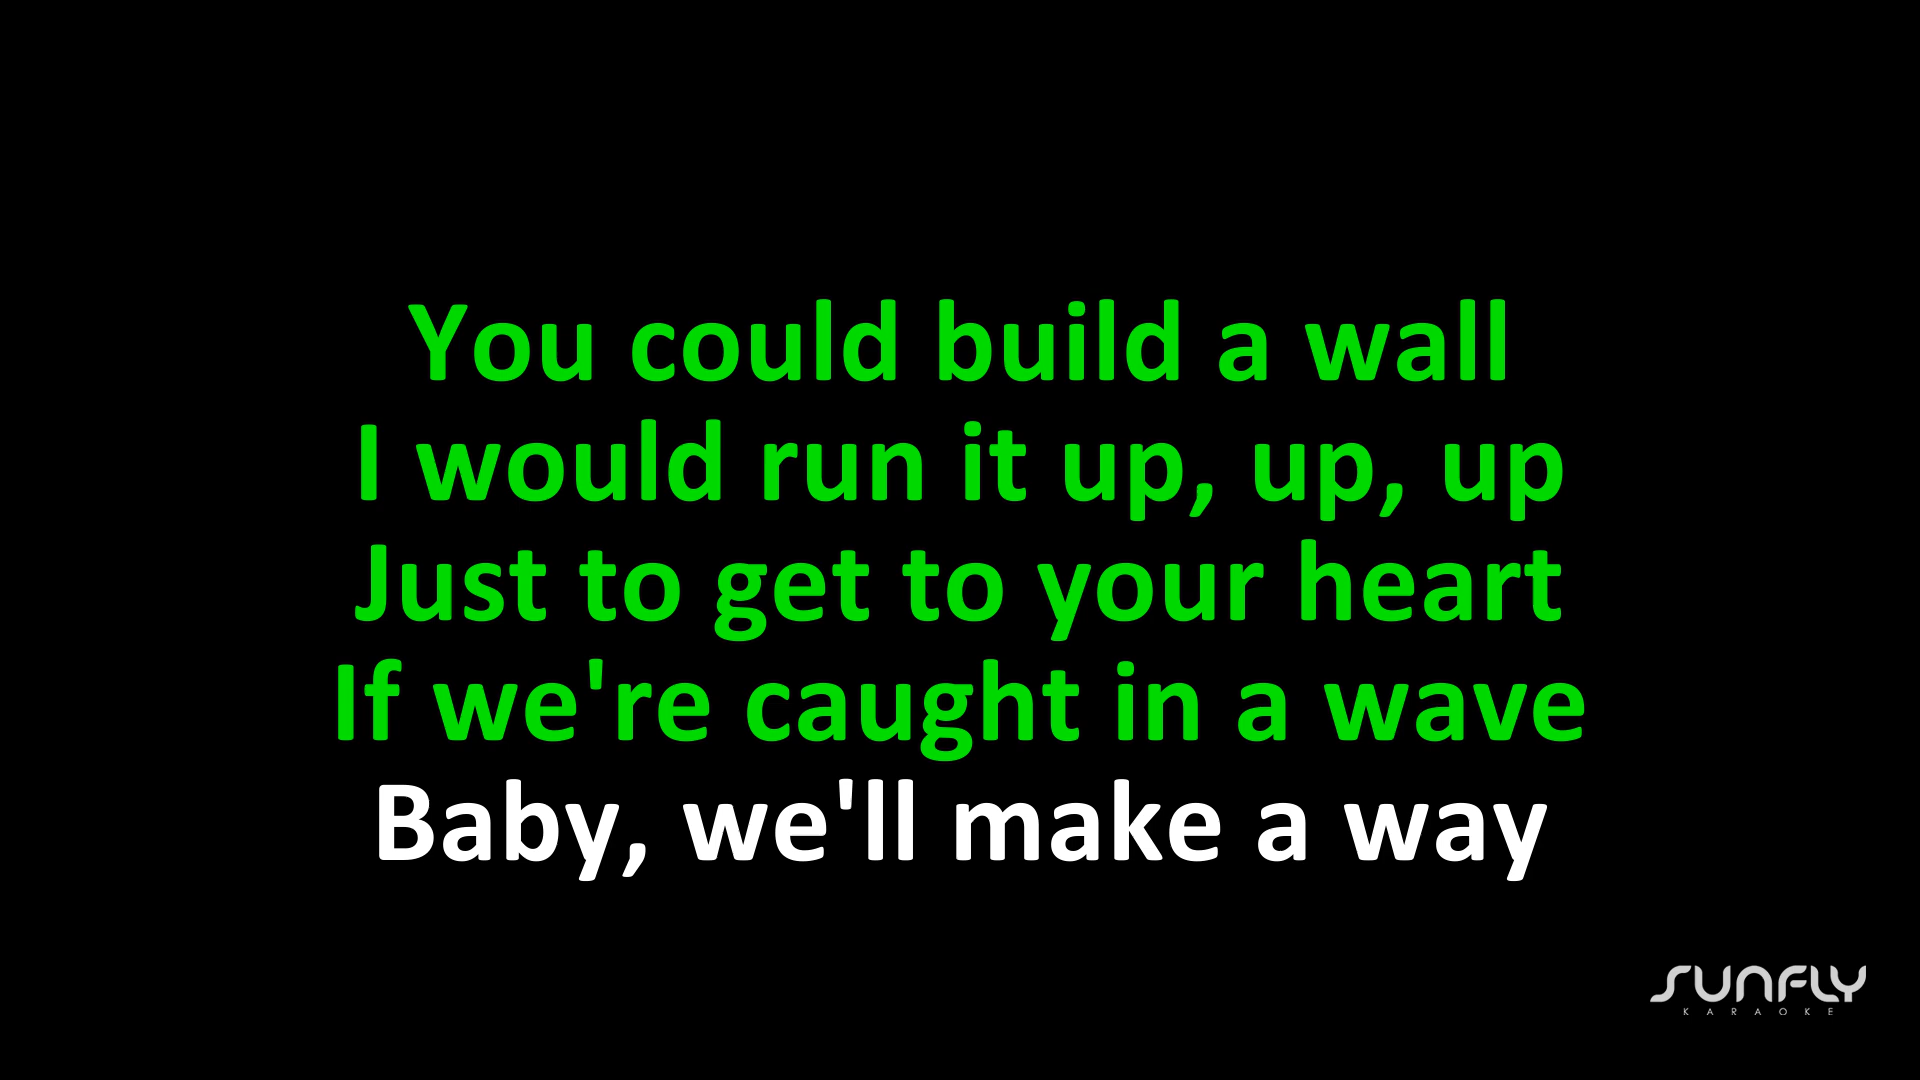 You could build a wall
I would run it up, up, up
Just to get to your heart
If we're caught in a wave
Baby, we'll make a way
SUNFLY
KARAOKE